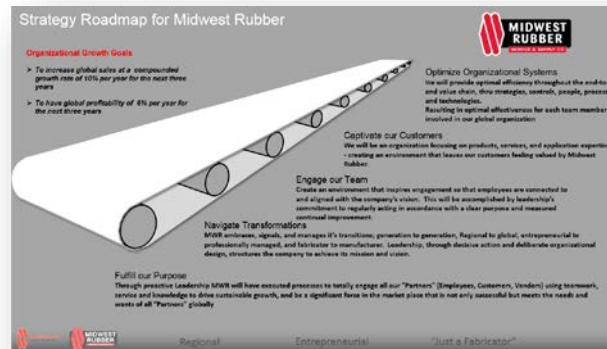 Strategy Roadmap for Midwest Rubber
MIDWEST
RUBBER
SERVICE & SUPPLY CO.
Organizational Growth Goals
➤ To increase global sales at a compounded
growth rate of 10% per year for the next three
years
➤ To have global profitability of 6% per year for
the next three years
Optimize Organizational Systems
We will provide optimal efficiency throughout the end-to-
end value chain, thru strategies, controls, people, process
and technologies.
Resulting in optimal effectiveness for each team member
involved in our global organization
Captivate our Customers
We will be an organization focusing on products, services, and application expertise
- creating an environment that leaves our customers feeling valued by Midwest
Rubber.
Engage our Team
Create an environment that inspires engagement so that employees are connected to
and aligned with the company's vision. This will be accomplished by leadership's
commitment to regularly acting in accordance with a clear purpose and measured
continual improvement.
Navigate Transformations
MWR embraces, signals, and manages it's transitions; generation to generation, Regional to global, entrepreneurial to
professionally managed, and fabricator to manufacturer. Leadership, through decisive action and deliberate organizational
design, structures the company to achieve its mission and vision.
Fulfill our Purpose
Through proactive Leadership MWR will have executed processes to totally engage all our "Partners" (Employees, Customers, Vendors) using teamwork,
service and knowledge to drive sustainable growth, and be a significant force in the market place that is not only successful but meets the needs and
wants of all "Partners" globally
MIDWEST
RUBBER
Regional Entrepreneurial "Just a Fabricator"